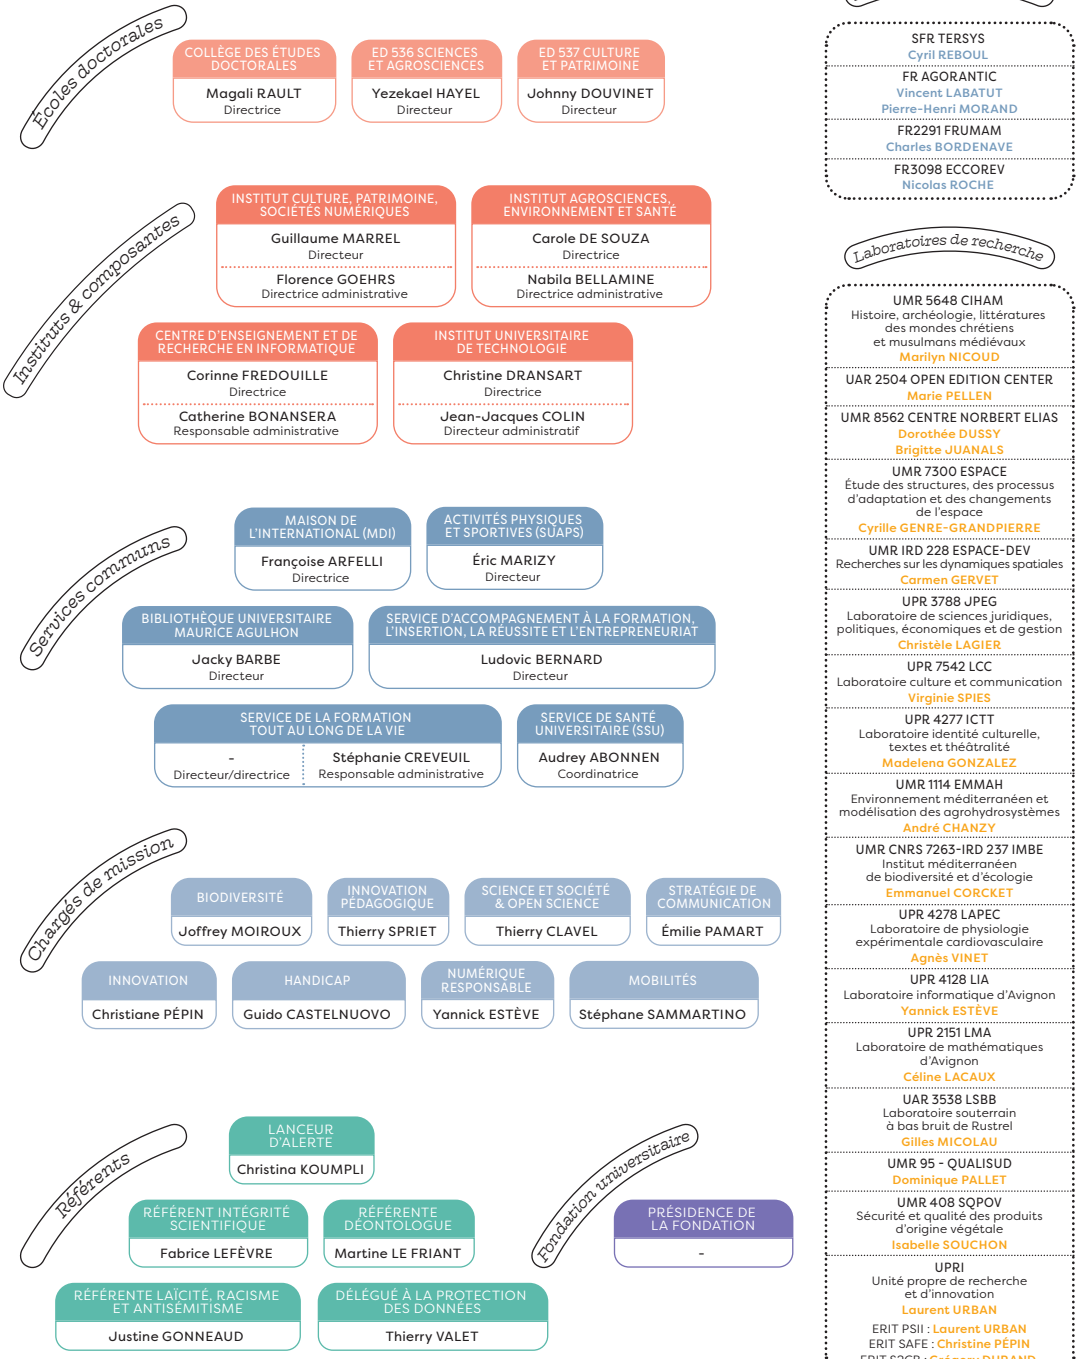 Écoles doctorales
COLLÈGE DES ÉTUDES
DOCTORALES
Magali RAULT
Directrice
ED 536 SCIENCES
ET AGROSCIENCES
Yezekael HAYEL
Directeur
ED 537 CULTURE
ET PATRIMOINE
Johnny DOUVINET
Directeur
Instituts & composantes
INSTITUT CULTURE, PATRIMOINE,
SOCIÉTÉS NUMÉRIQUES
Guillaume MARREL
Directeur
Florence GOEHRS
Directrice administrative
INSTITUT AGROSCIENCES,
ENVIRONNEMENT ET SANTÉ
Carole DE SOUZA
Directrice
Nabila BELLAMINE
Directrice administrative
CENTRE D'ENSEIGNEMENT ET DE
RECHERCHE EN INFORMATIQUE
Corinne FREDOUILLE
Directrice
Catherine BONANSERA
Responsable administrative
INSTITUT UNIVERSITAIRE
DE TECHNOLOGIE
Christine DRANSART
Directrice
Jean-Jacques COLIN
Directeur administratif
Services communs
MAISON DE
L'INTERNATIONAL (MDI)
Françoise ARFELLI
Directrice
ACTIVITÉS PHYSIQUES
ET SPORTIVES (SUAPS)
Éric MARIZY
Directeur
BIBLIOTHÈQUE UNIVERSITAIRE
MAURICE AGULHON
Jacky BARBE
Directeur
SERVICE D'ACCOMPAGNEMENT À LA FORMATION,
L'INSERTION, LA RÉUSSITE ET L'ENTREPRENEURIAT
Ludovic BERNARD
Directeur
SERVICE DE LA FORMATION
TOUT AU LONG DE LA VIE
-
Directeur/directrice
Stéphanie CREVEUIL
Responsable administrative
SERVICE DE SANTÉ
UNIVERSITAIRE (SSU)
Audrey ABONNEN
Coordinatrice
Chargés de mission
BIODIVERSITÉ
Joffrey MOIROUX
INNOVATION
PÉDAGOGIQUE
Thierry SPRIET
SCIENCE ET SOCIÉTÉ
& OPEN SCIENCE
Thierry CLAVEL
STRATÉGIE DE
COMMUNICATION
Émilie PAMART
INNOVATION
Christiane PÉPIN
HANDICAP
Guido CASTELNUOVO
NUMÉRIQUE
RESPONSABLE
Yannick ESTÈVE
MOBILITÉS
Stéphane SAMMARTINO
Référents
LANCEUR
D'ALERTE
Christina KOUMPLI
RÉFÉRENT INTÉGRITÉ
SCIENTIFIQUE
Fabrice LEFÈVRE
RÉFÉRENTE
DÉONTOLOGUE
Martine LE FRIANT
RÉFÉRENTE LAÏCITÉ, RACISME
ET ANTISÉMITISME
Justine GONNEAUD
DÉLÉGUÉ À LA PROTECTION
DES DONNÉES
Thierry VALET
Fondation universitaire
PRÉSIDENCE DE
LA FONDATION
-
SFR TERSYS
Cyril REBOUL
FR AGORANTIC
Vincent LABATUT
Pierre-Henri MORAND
FR2291 FRUMAM
Charles BORDENAVE
FR3098 ECCOREV
Nicolas ROCHE
Laboratoires de recherche
UMR 5648 CIHAM
Histoire, archéologie, littératures
des mondes chrétiens
et musulmans médiévaux
Marilyn NICOUD
UAR 2504 OPEN EDITION CENTER
Marie PELLEN
UMR 8562 CENTRE NORBERT ELIAS
Dorothée DUSSY
Brigitte JUANALS
UMR 7300 ESPACE
Étude des structures, des processus
d'adaptation et des changements
de l'espace
Cyrille GENRE-GRANDPIERRE
UMR IRD 228 ESPACE-DEV
Recherches sur les dynamiques spatiales
Carmen GERVET
UPR 3788 JPEG
Laboratoire de sciences juridiques,
politiques, économiques et de gestion
Christèle LAGIER
UPR 7542 LCC
Laboratoire culture et communication
Virginie SPIES
UPR 4277 ICTT
Laboratoire identité culturelle,
textes et théâtralité
Madelena GONZALEZ
UMR 1114 EMMAH
Environnement méditerranéen et
modélisation des agrohydrosystèmes
André CHANZY
UMR CNRS 7263-IRD 237 IMBE
Institut méditerranéen
de biodiversité et d'écologie
Emmanuel CORCKET
UPR 4278 LAPEC
Laboratoire de physiologie
expérimentale cardiovasculaire
Agnès VINET
UPR 4128 LIA
Laboratoire informatique d'Avignon
Yannick ESTÈVE
UPR 2151 LMA
Laboratoire de mathématiques
d'Avignon
Céline LACAUX
UAR 3538 LSBB
Laboratoire souterrain
à bas bruit de Rustrel
Gilles MICOLAU
UMR 95 - QUALISUD
Dominique PALLET
UMR 408 SQPOV
Sécurité et qualité des produits
d'origine végétale
Isabelle SOUCHON
UPRI
Unité propre de recherche
et d'innovation
Laurent URBAN
ERIT PSII : Laurent URBAN
ERIT SAFE : Christine PÉPIN
ERIT S2CB : Grégory DURAND